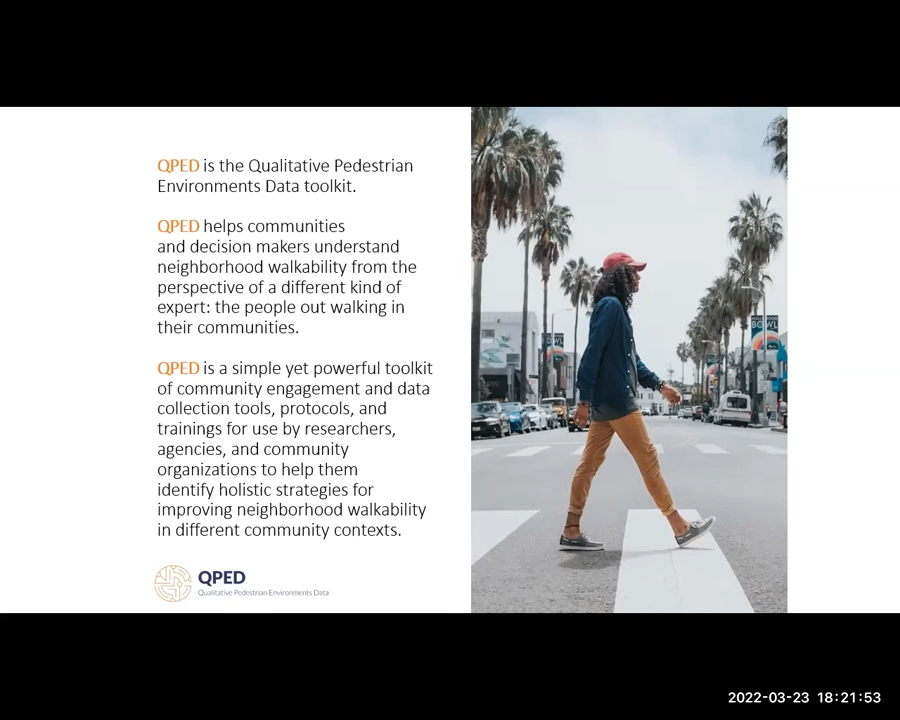 QPED is the Qualitative Pedestrian
Environments Data toolkit.
QPED helps communities
and decision makers understand
neighborhood walkability from the
perspective of a different kind of
expert: the people out walking in
their communities.
QPED is a simple yet powerful toolkit
of community engagement and data
collection tools, protocols, and
trainings for use by researchers,
agencies, and community
organizations to help them
identify holistic strategies for
improving neighborhood walkability
in different community contexts.
QPED
Qualitative Pedestrian Environments Data
BOWL
2022-03-23 18:21:53